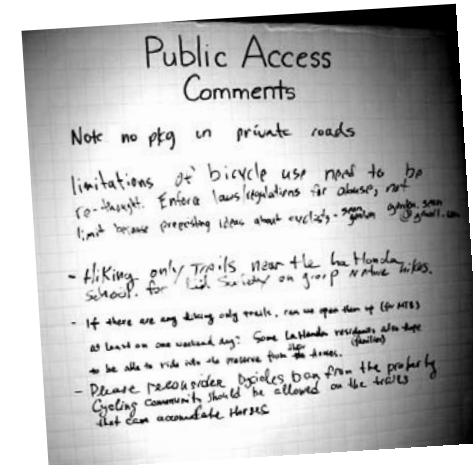 Public Access
Comments
Note no pkg on private roads
limitations of bicycle use need to be
re-thought. Enforce laws/regulations for abuse, not
limit because preexisting ideas about cyclists - sean
- Hiking only Trails near the La Honda
School. for on group Nature hikes.
- If there are any hiking only trails, can we open them up (for MTB)
at least on one weekend day? Some La Honda residents also hope
to be able to ride into the preserve from homes.
(families)
- Please reconsider bycicles ban from the property
Cycling community should be allowed on the trails
that can accomodate Horses